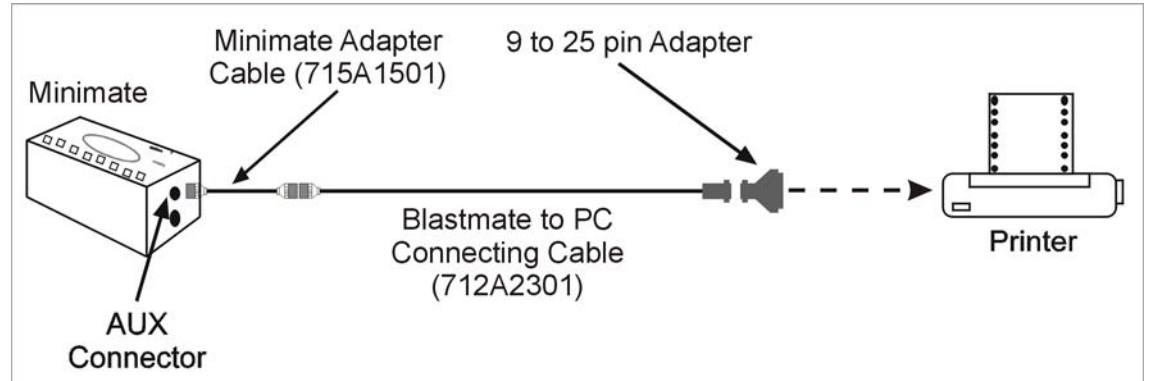 Minimate Adapter
Cable (715A1501)
9 to 25 pin Adapter
Minimate
Blastmate to PC
Connecting Cable
(712A2301)
Printer
AUX
Connector